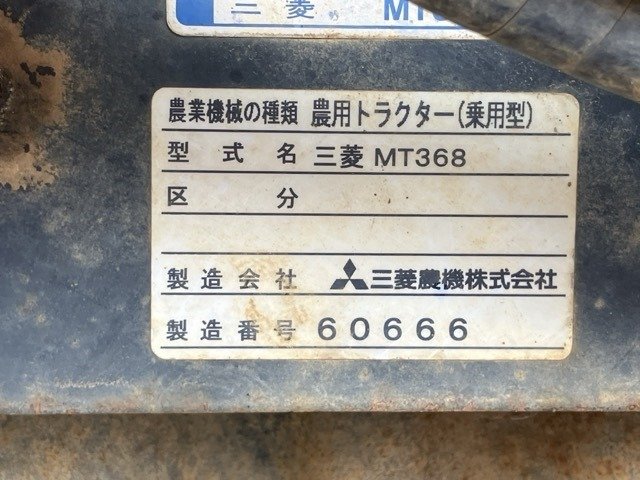 三菱 MT
農業機械の種類 農用トラクター(乗用型)
型式名 三菱 MT368
区分
製造会社 三菱農機株式会社
製造番号 60666